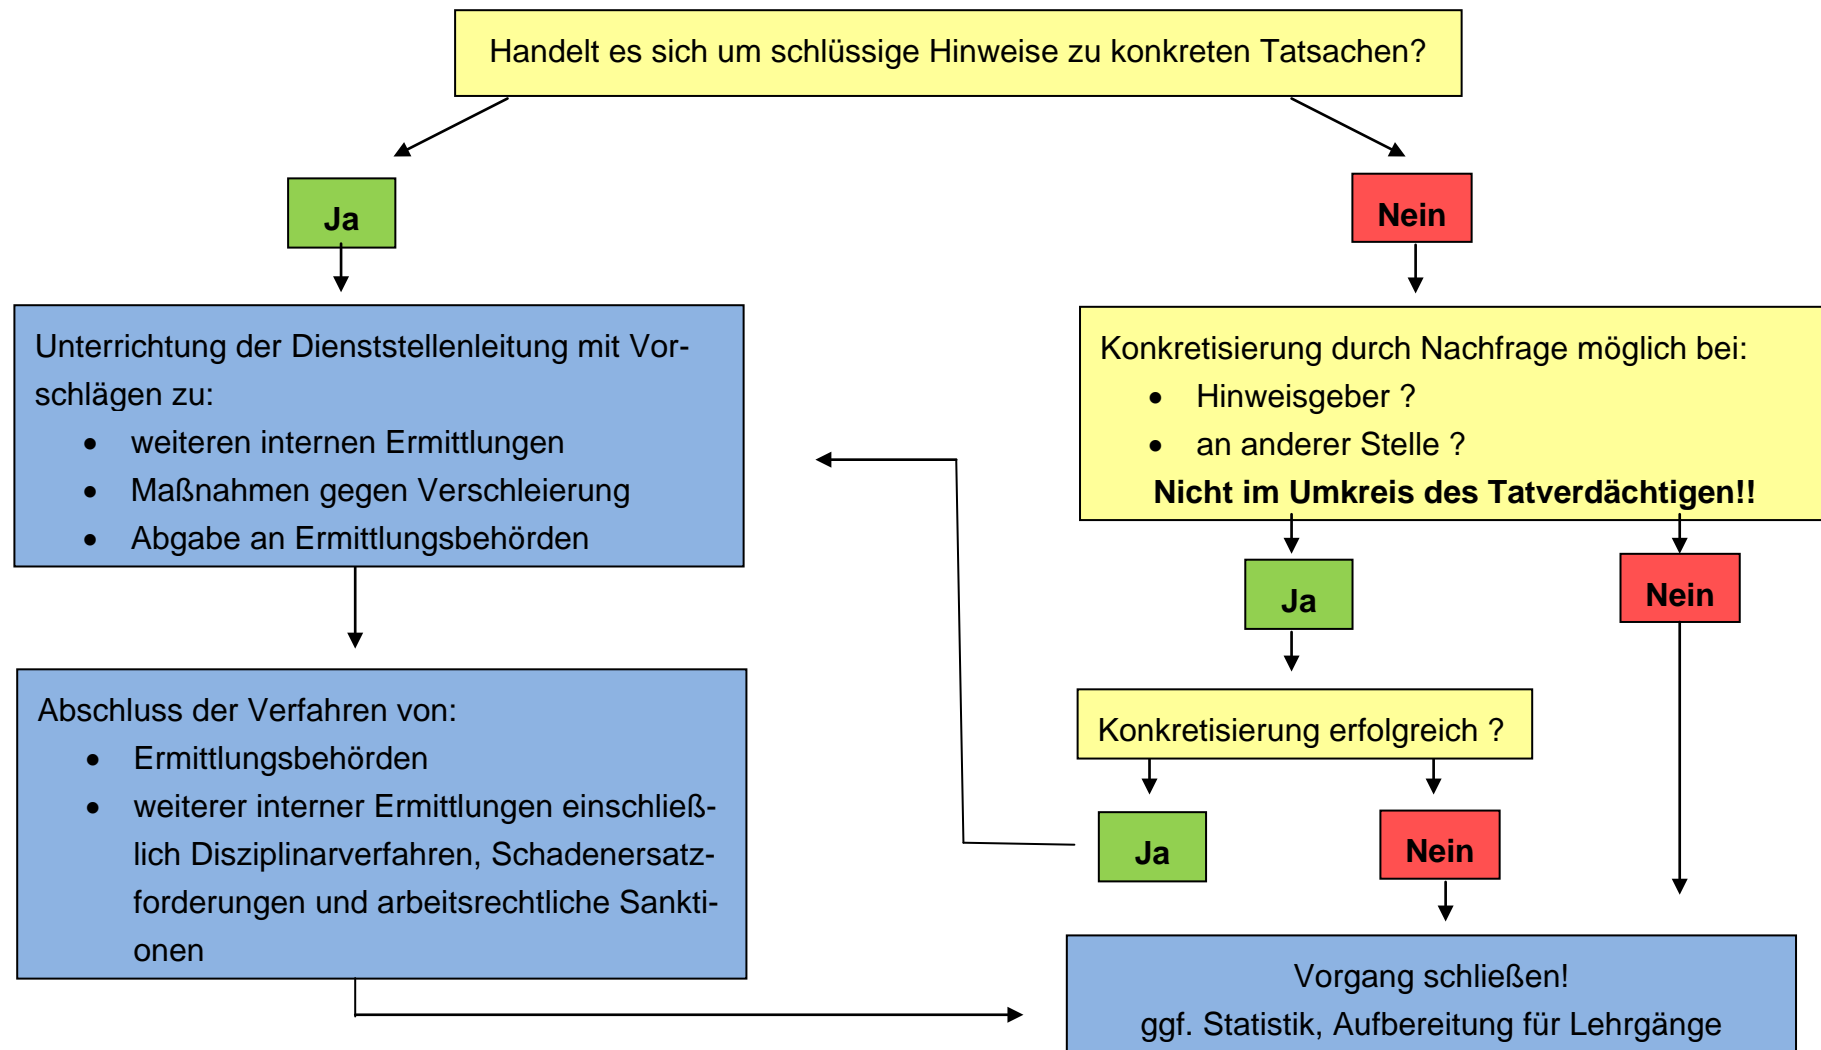 Handelt es sich um schlüssige Hinweise zu konkreten Tatsachen?
Ja
Nein
Unterrichtung der Dienststellenleitung mit Vor-
schlägen zu:
• weiteren internen Ermittlungen
• Maßnahmen gegen Verschleierung
• Abgabe an Ermittlungsbehörden
Konkretisierung durch Nachfrage möglich bei:
• Hinweisgeber ?
• an anderer Stelle ?
Nicht im Umkreis des Tatverdächtigen!!
Ja
Nein
Abschluss der Verfahren von:
• Ermittlungsbehörden
• weiterer interner Ermittlungen einschließ-
lich Disziplinarverfahren, Schadenersatz-
forderungen und arbeitsrechtliche Sankti-
onen
Konkretisierung erfolgreich ?
Ja
Nein
Vorgang schließen!
ggf. Statistik, Aufbereitung für Lehrgänge